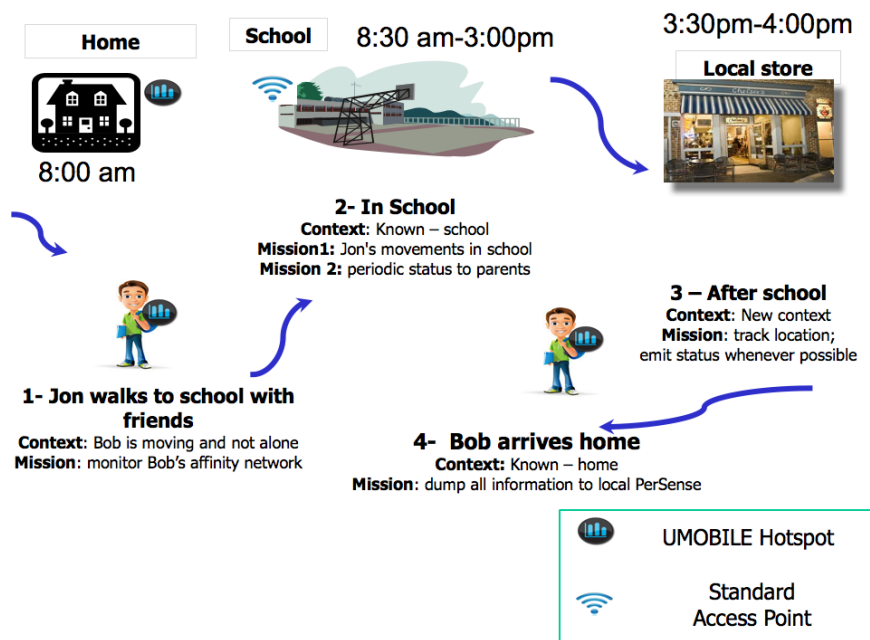 Home
8:00 am
School
8:30 am-3:00pm
3:30pm-4:00pm
Local store
1- Jon walks to school with
friends
Context: Bob is moving and not alone
Mission: monitor Bob's affinity network
2- In School
Context: Known – school
Mission1: Jon's movements in school
Mission 2: periodic status to parents
3 – After school
Context: New context
Mission: track location;
emit status whenever possible
4- Bob arrives home
Context: Known – home
Mission: dump all information to local PerSense
UMOBILE Hotspot
Standard
Access Point